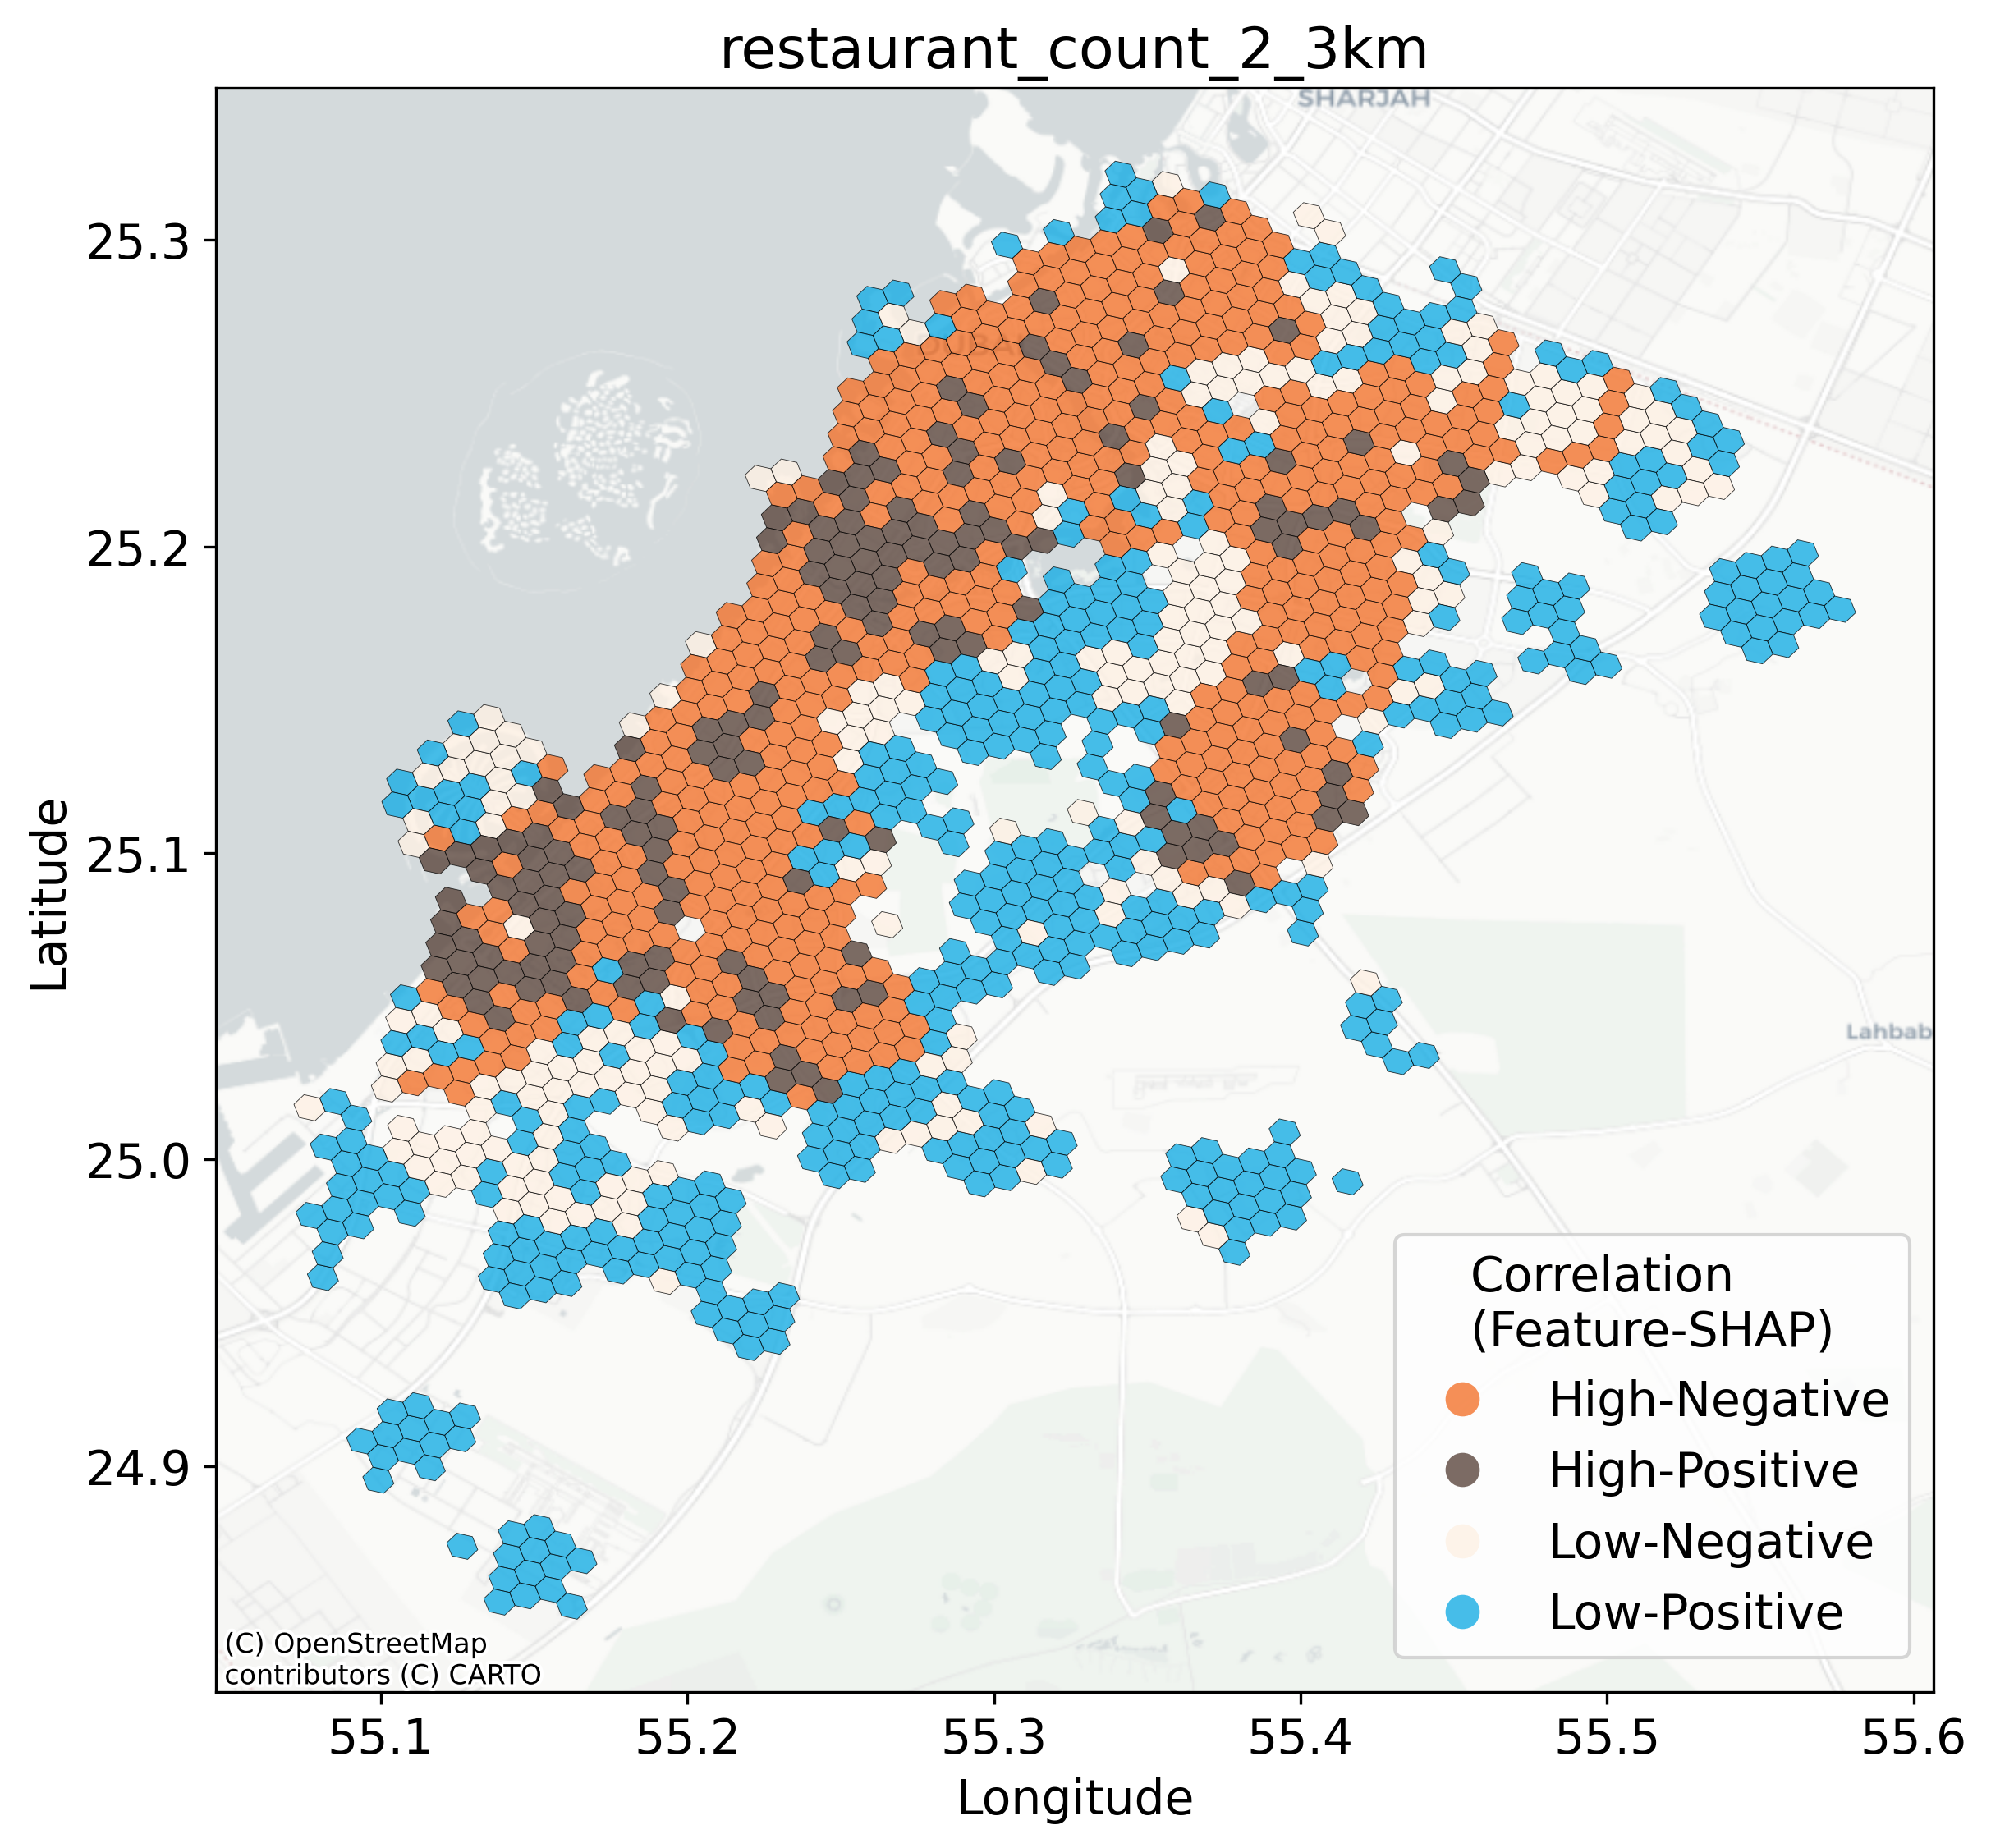 restaurant_count_2_3km
SHARJAH
25.3
DUBAI
25.2
25.1
Latitude
Lahbab
25.0
Correlation
(Feature-SHAP)
High-Negative
High-Positive
Low-Negative
Low-Positive
24.9
(C) OpenStreetMap
contributors (C) CARTO
55.1 55.2 55.3 55.4 55.5 55.6
Longitude